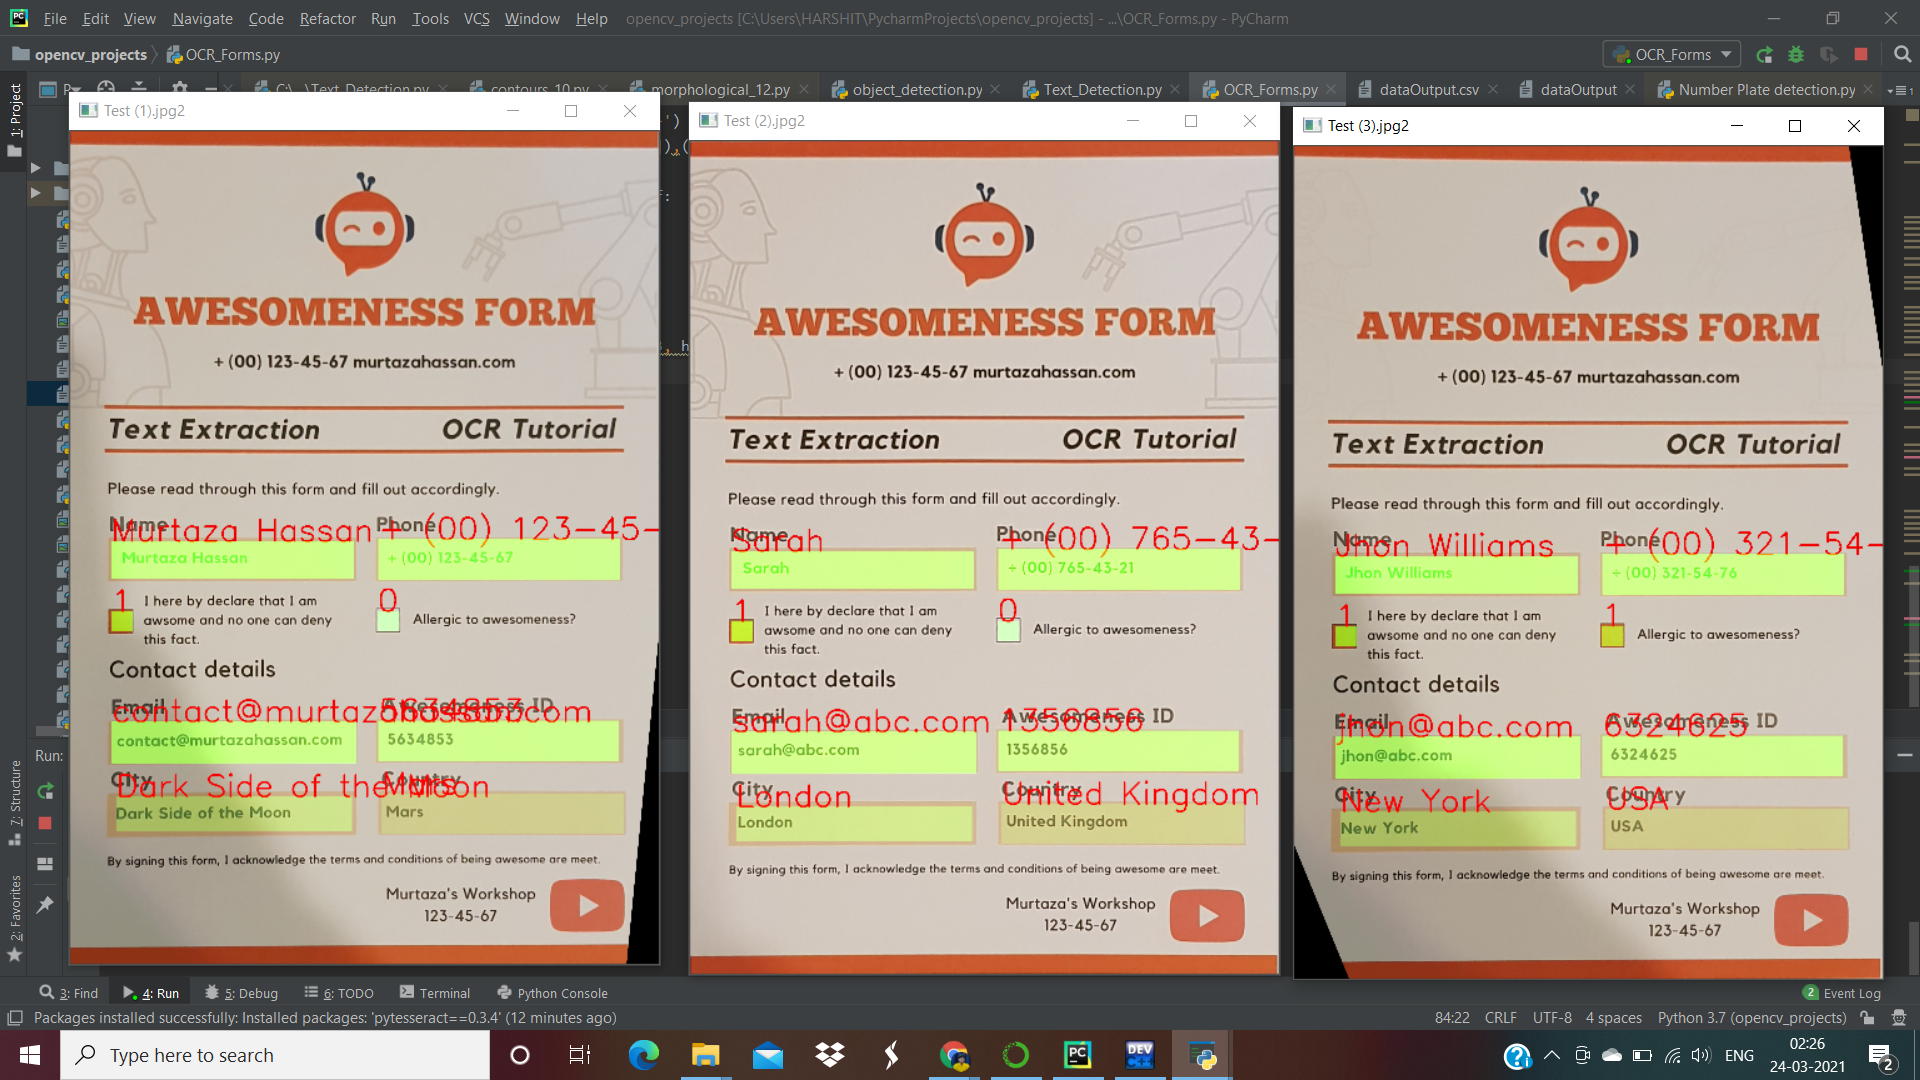 File Edit View Navigate Code Refactor Run Tools VCS Window Help opencv_projects [C:\Users\HARSHIT\PycharmProjects\opencv_projects] - ...\OCR_Forms.py - PyCharm
opencv_projects OCR_Forms.py OCR_Forms
morphological_12.py object_detection.py Text_Detection.py OCR_Forms.py dataOutput.csv dataOutput Number Plate detection.py
1: Project
7: Structure
2: Favorites
Test (1).jpg2
AWESOMENESS FORM
+ (00) 123-45-67 murtazahassan.com
Text Extraction OCR Tutorial
Please read through this form and fill out accordingly.
Name Phone
Murtaza Hassan + (00) 123-45-
Murtaza Hassan + (00) 123-45-67
1 0
I here by declare that I am
awsome and no one can deny
this fact.
Allergic to awesomeness?
Contact details
Email Awesomeness ID
contact@murtazahassan.com 5634853
contact@murtazahassan.com 5634853
City Country
Dark Side of the Moon Mars
Dark Side of the Moon Mars
By signing this form, I acknowledge the terms and conditions of being awesome are meet.
Murtaza's Workshop
123-45-67
Test (2).jpg2
AWESOMENESS FORM
+ (00) 123-45-67 murtazahassan.com
Text Extraction OCR Tutorial
Please read through this form and fill out accordingly.
Name Phone
Sarah + (00) 765-43-
Sarah + (00) 765-43-21
1 0
I here by declare that I am
awsome and no one can deny
this fact.
Allergic to awesomeness?
Contact details
Email Awesomeness ID
sarah@abc.com 1356856
sarah@abc.com 1356856
City Country
London United Kingdom
London United Kingdom
By signing this form, I acknowledge the terms and conditions of being awesome are meet.
Murtaza's Workshop
123-45-67
Test (3).jpg2
AWESOMENESS FORM
+ (00) 123-45-67 murtazahassan.com
Text Extraction OCR Tutorial
Please read through this form and fill out accordingly.
Name Phone
Jhon Williams + (00) 321-54-
Jhon Williams + (00) 321-54-76
1 1
I here by declare that I am
awsome and no one can deny
this fact.
Allergic to awesomeness?
Contact details
Email Awesomeness ID
jhon@abc.com 6324625
jhon@abc.com 6324625
City Country
New York USA
New York USA
By signing this form, I acknowledge the terms and conditions of being awesome are meet.
Murtaza's Workshop
123-45-67
Run:
3: Find 4: Run 5: Debug 6: TODO Terminal Python Console 2 Event Log
Packages installed successfully: Installed packages: 'pytesseract==0.3.4' (12 minutes ago) 84:22 CRLF UTF-8 4 spaces Python 3.7 (opencv_projects)
Type here to search
PC
DEV
C++
ENG
02:26
24-03-2021
2